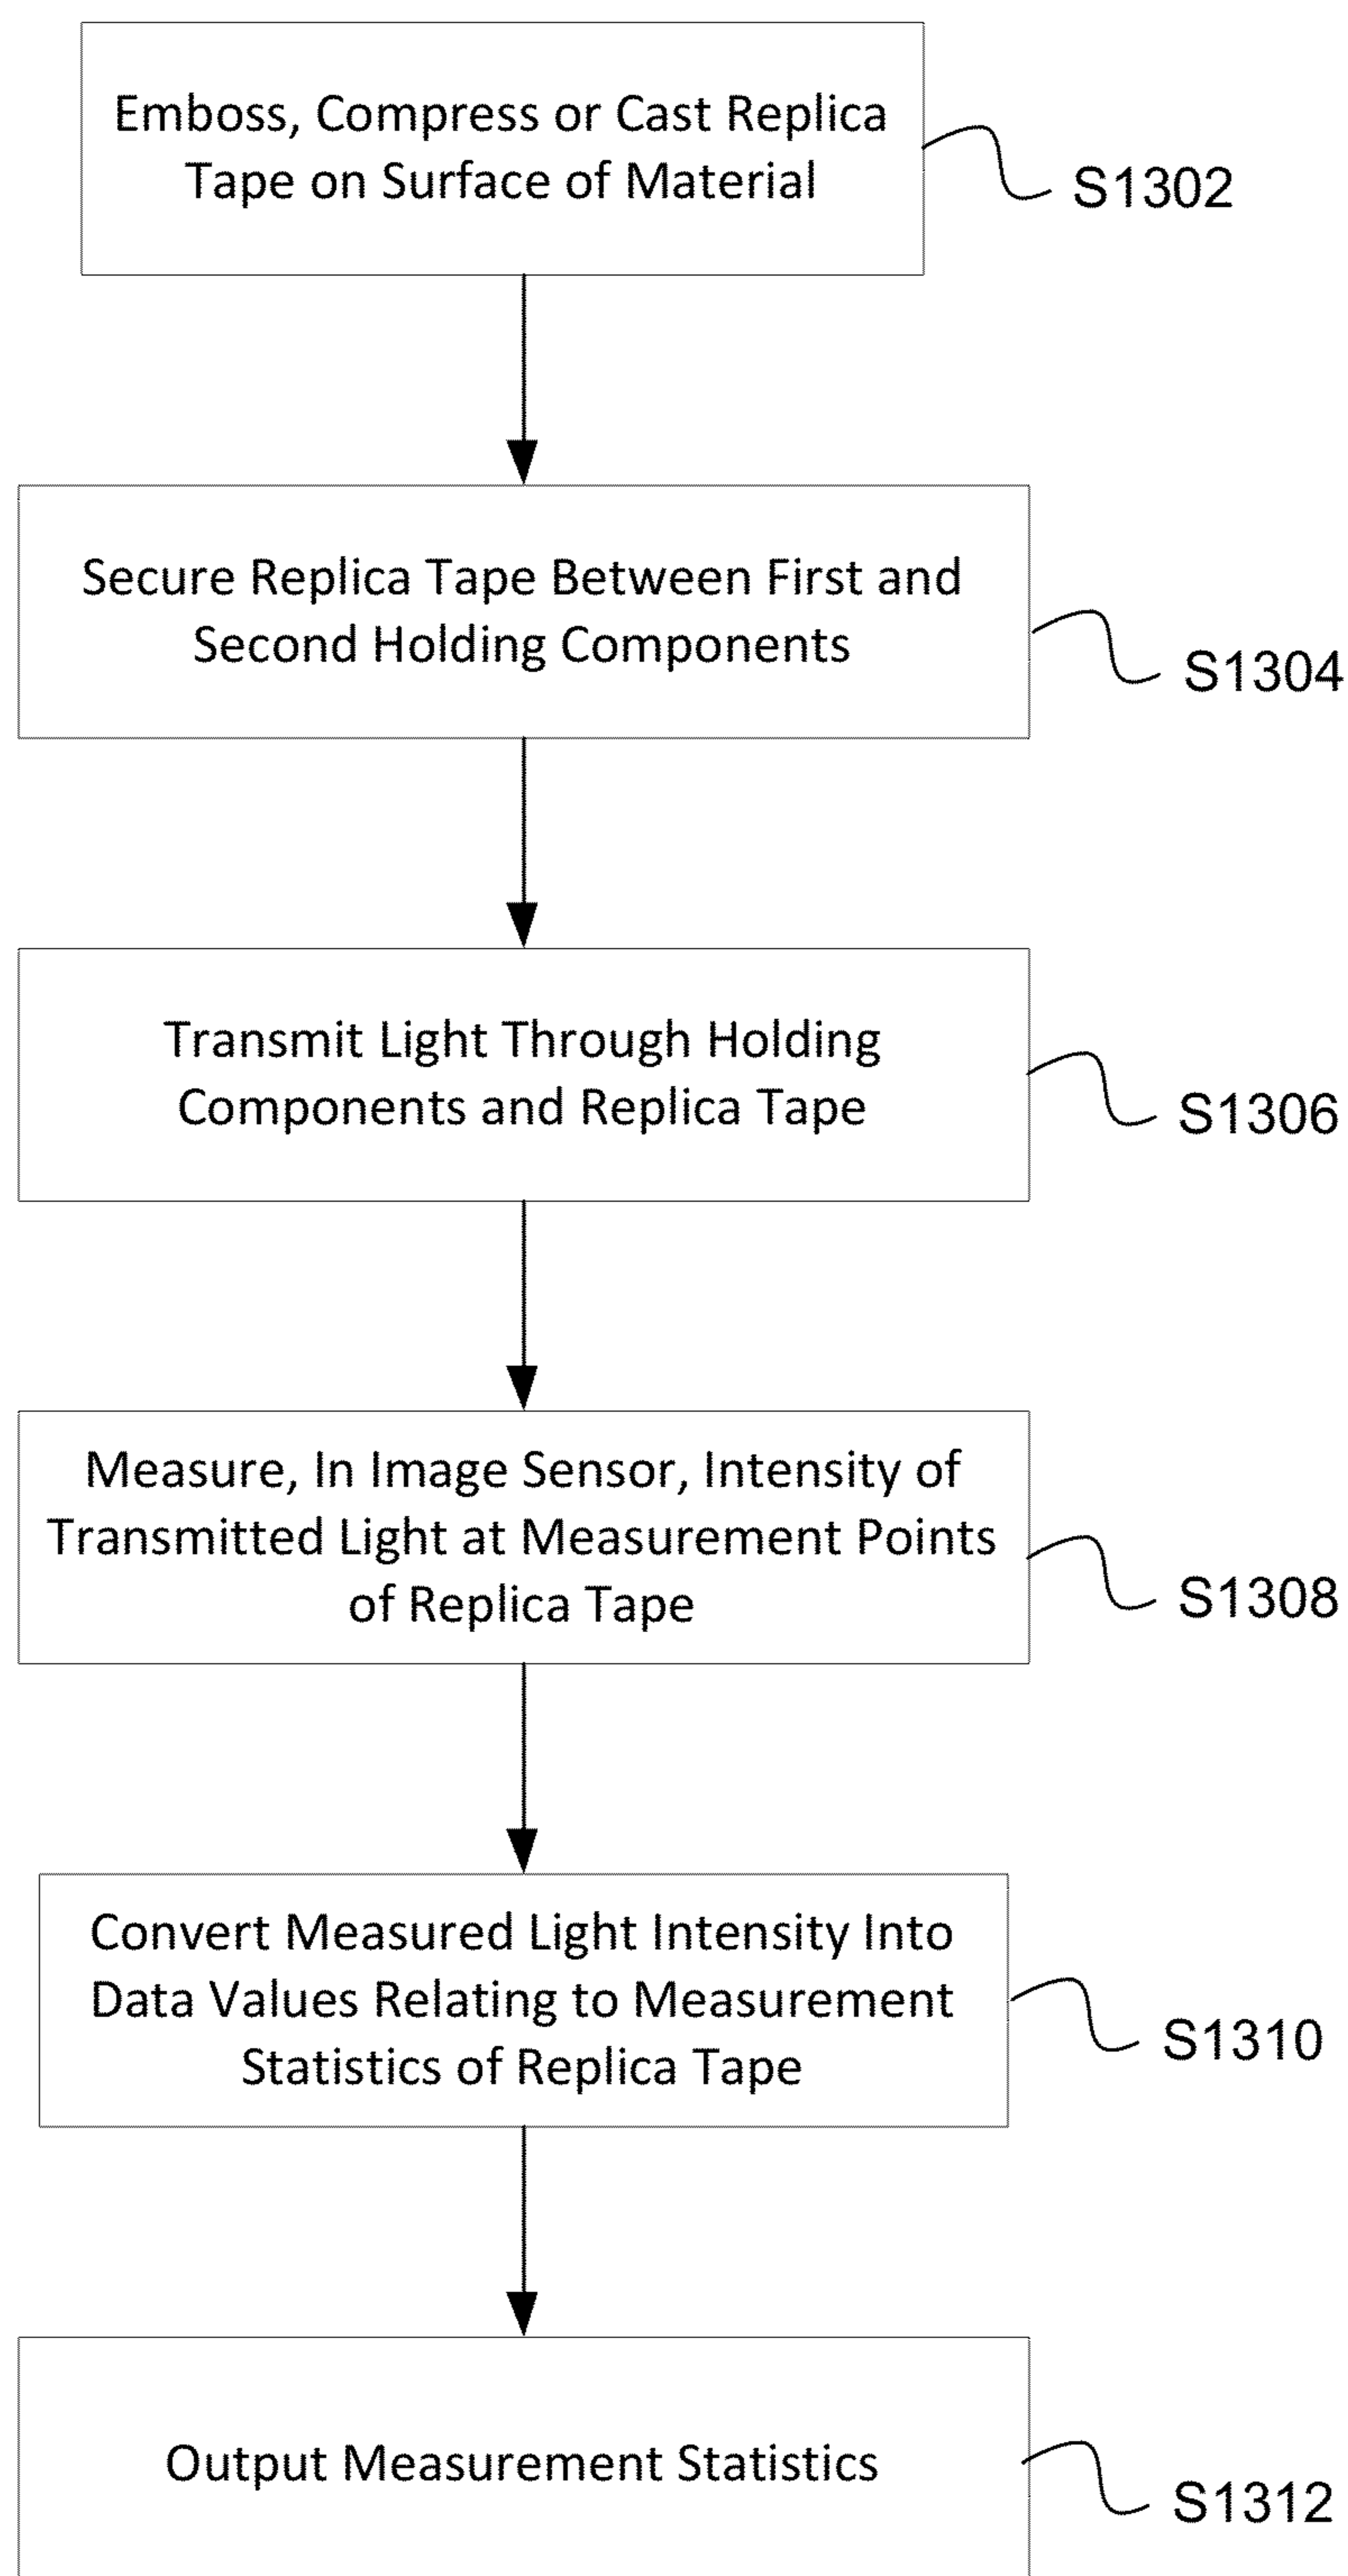 Emboss, Compress or Cast Replica
Tape on Surface of Material
S1302
Secure Replica Tape Between First and
Second Holding Components
S1304
Transmit Light Through Holding
Components and Replica Tape
S1306
Measure, In Image Sensor, Intensity of
Transmitted Light at Measurement Points
of Replica Tape
S1308
Convert Measured Light Intensity Into
Data Values Relating to Measurement
Statistics of Replica Tape
S1310
Output Measurement Statistics
S1312